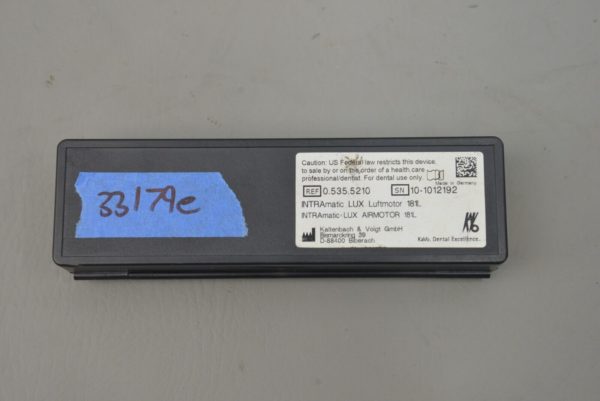 33179e
Caution: US Federal law restricts this device
to sale by or on the order of a health care
professional/dentist. For dental use only.
Made in Germany
REF 0.535.5210 SN 10-1012192
INTRAmatic LUX Luftmotor 181L
INTRAmatic-LUX AIRMOTOR 181L
Kaltenbach & Voigt GmbH
Bismarckring 39
D-88400 Biberach
KaVo. Dental Excellence.